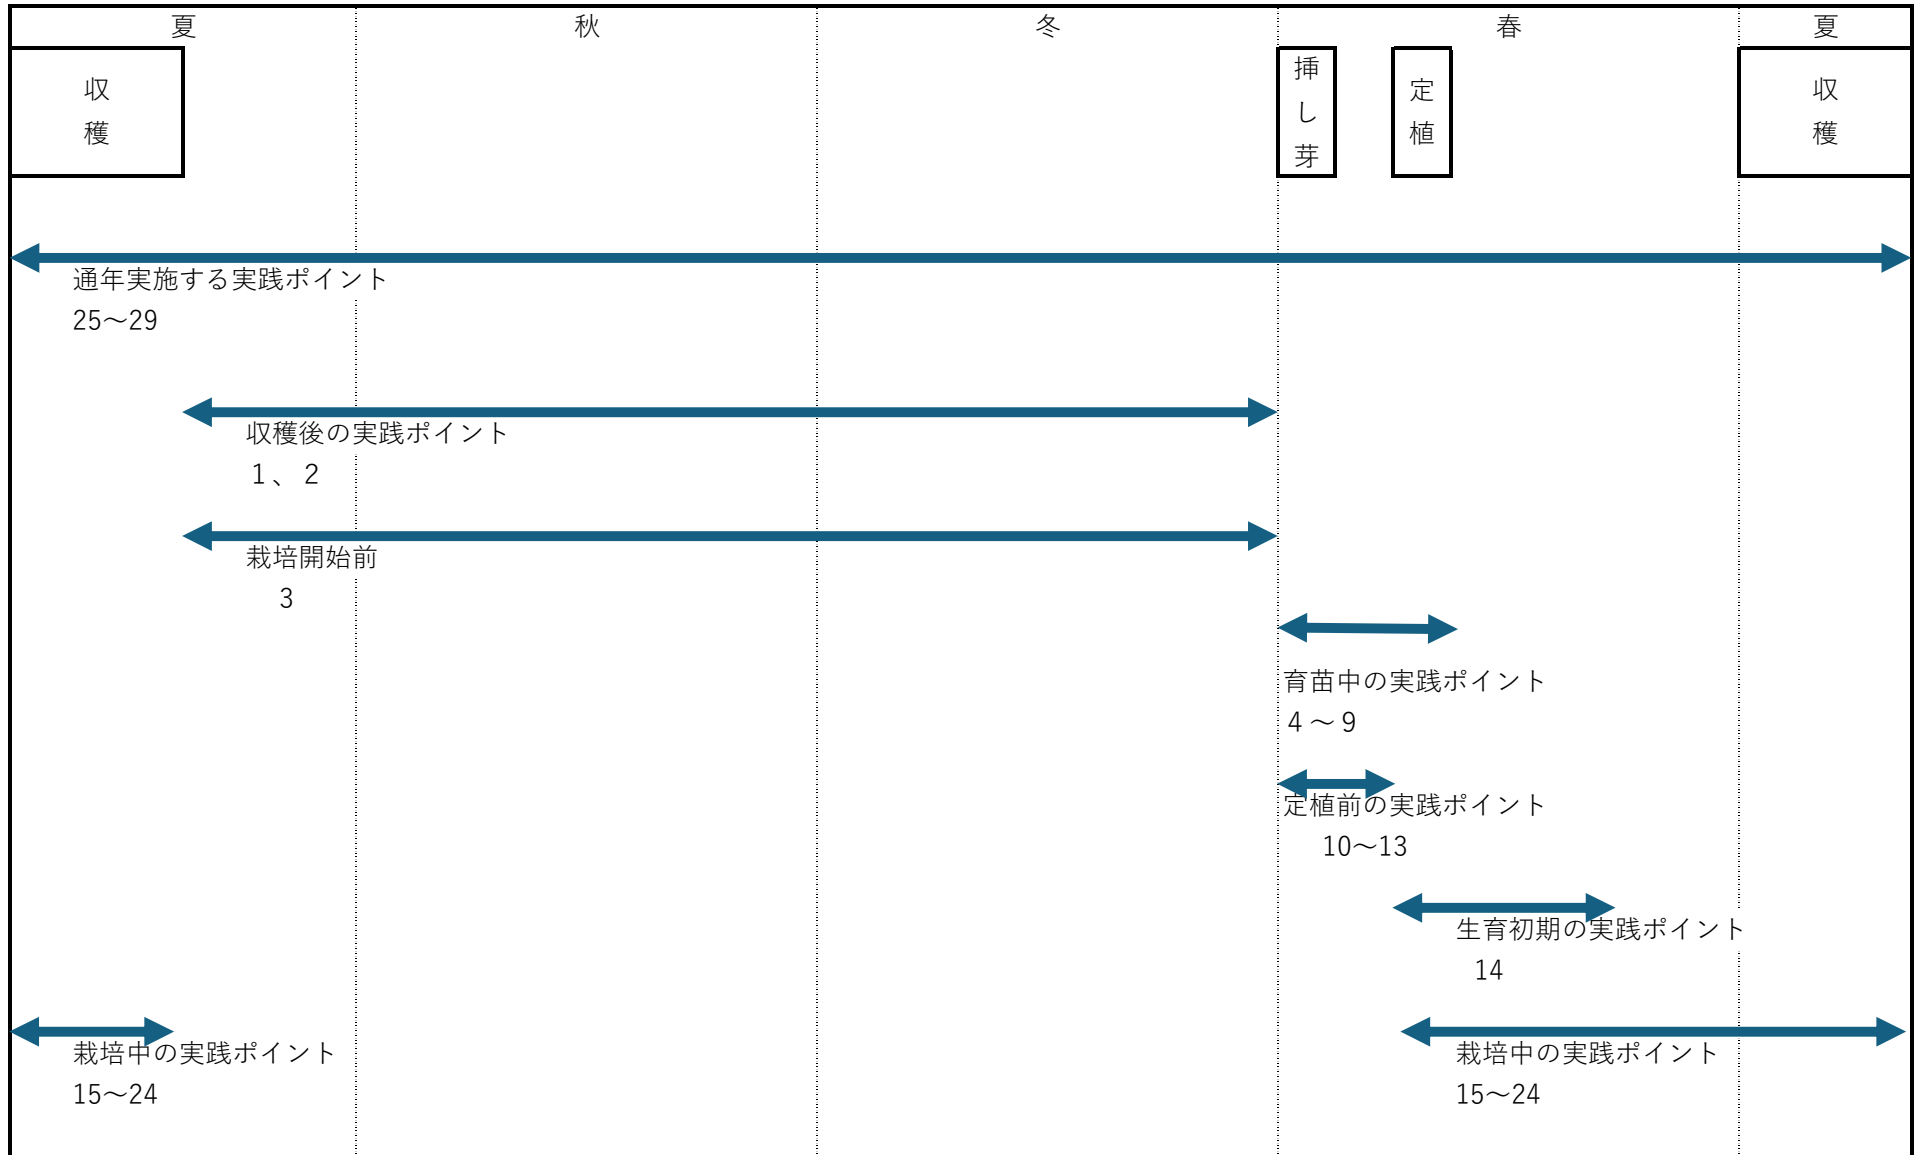 夏
秋
冬
春
夏
収穫
挿し芽
定植
収穫
通年実施する実践ポイント
25～29
収穫後の実践ポイント
１、２
栽培開始前
３
育苗中の実践ポイント
４～９
定植前の実践ポイント
10～13
生育初期の実践ポイント
14
栽培中の実践ポイント
15～24
栽培中の実践ポイント
15～24